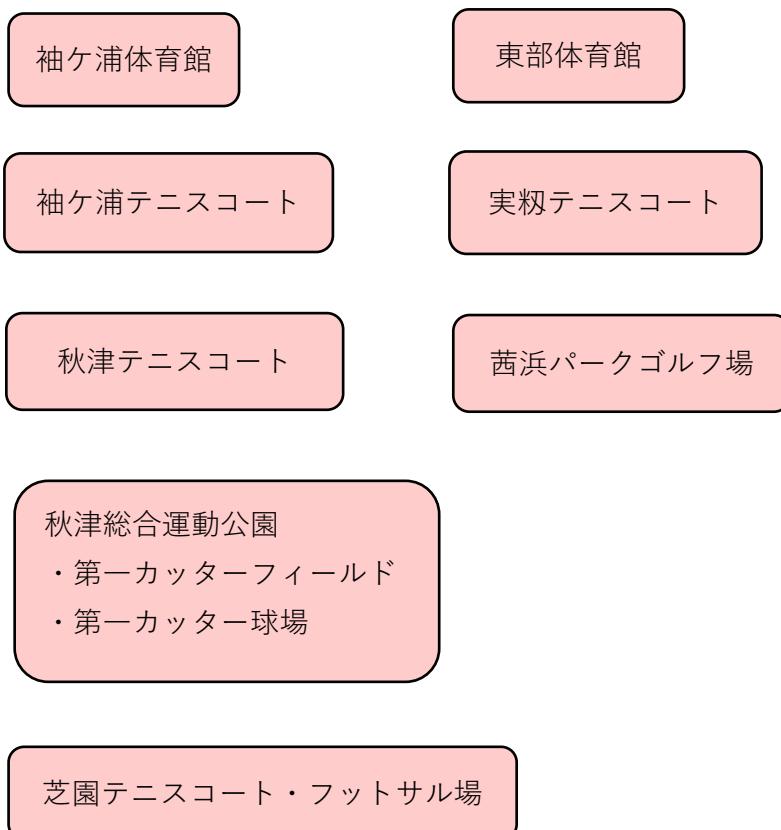 袖ケ浦体育館
東部体育館
袖ケ浦テニスコート
実籾テニスコート
秋津テニスコート
茜浜パークゴルフ場
秋津総合運動公園
・第一カッターフィールド
・第一カッター球場
芝園テニスコート・フットサル場